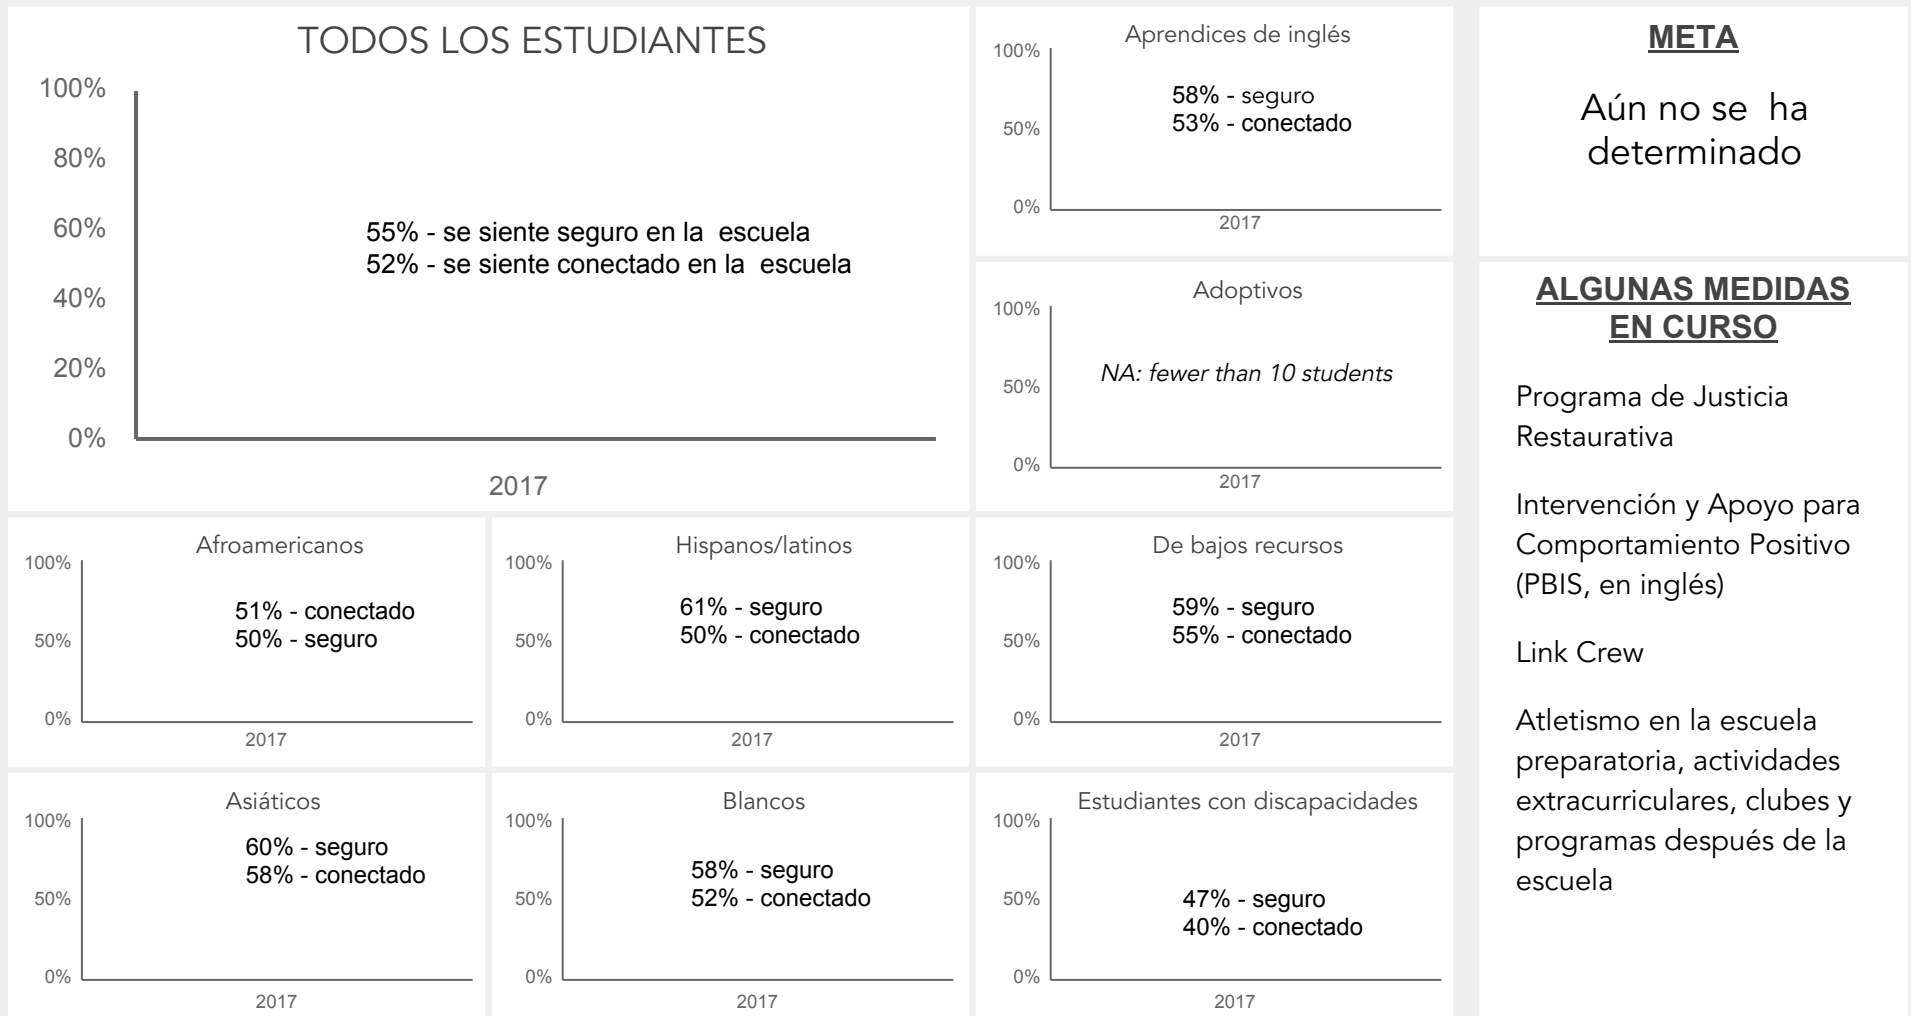 TODOS LOS ESTUDIANTES
100%
80%
60%
40%
20%
0%
55% - se siente seguro en la  escuela
52% - se siente conectado en la  escuela
2017
Aprendices de inglés
100%
50%
0%
58% - seguro
53% - conectado
2017
META
Aún no se  ha
determinado
Adoptivos
100%
50%
0%
NA: fewer than 10 students
2017
ALGUNAS MEDIDAS
EN CURSO
Programa de Justicia
Restaurativa
Intervención y Apoyo para
Comportamiento Positivo
(PBIS, en inglés)
Link Crew
Atletismo en la escuela
preparatoria, actividades
extracurriculares, clubes y
programas después de la
escuela
Afroamericanos
100%
50%
0%
51% - conectado
50% - seguro
2017
Hispanos/latinos
100%
50%
0%
61% - seguro
50% - conectado
2017
De bajos recursos
100%
50%
0%
59% - seguro
55% - conectado
2017
Asiáticos
100%
50%
0%
60% - seguro
58% - conectado
2017
Blancos
100%
50%
0%
58% - seguro
52% - conectado
2017
Estudiantes con discapacidades
100%
50%
0%
47% - seguro
40% - conectado
2017